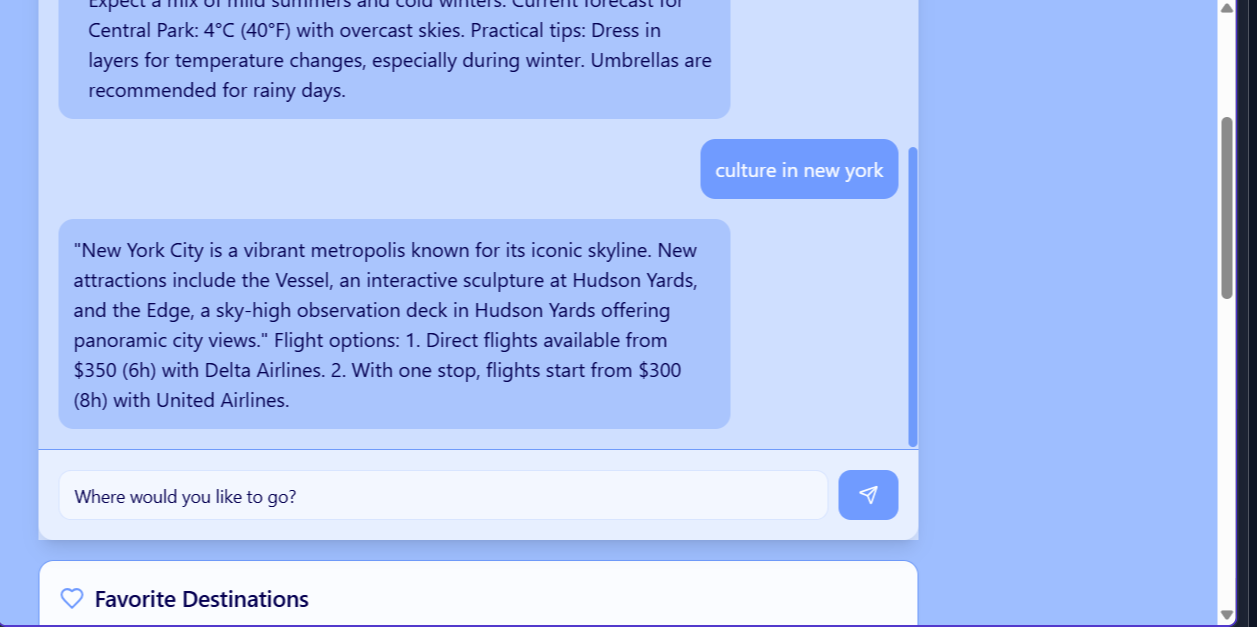 Expect a mix of mild summers and cold winters. Current forecast for
Central Park: 4°C (40°F) with overcast skies. Practical tips: Dress in
layers for temperature changes, especially during winter. Umbrellas are
recommended for rainy days.
culture in new york
"New York City is a vibrant metropolis known for its iconic skyline. New
attractions include the Vessel, an interactive sculpture at Hudson Yards,
and the Edge, a sky-high observation deck in Hudson Yards offering
panoramic city views." Flight options: 1. Direct flights available from
$350 (6h) with Delta Airlines. 2. With one stop, flights start from $300
(8h) with United Airlines.
Where would you like to go?
Favorite Destinations